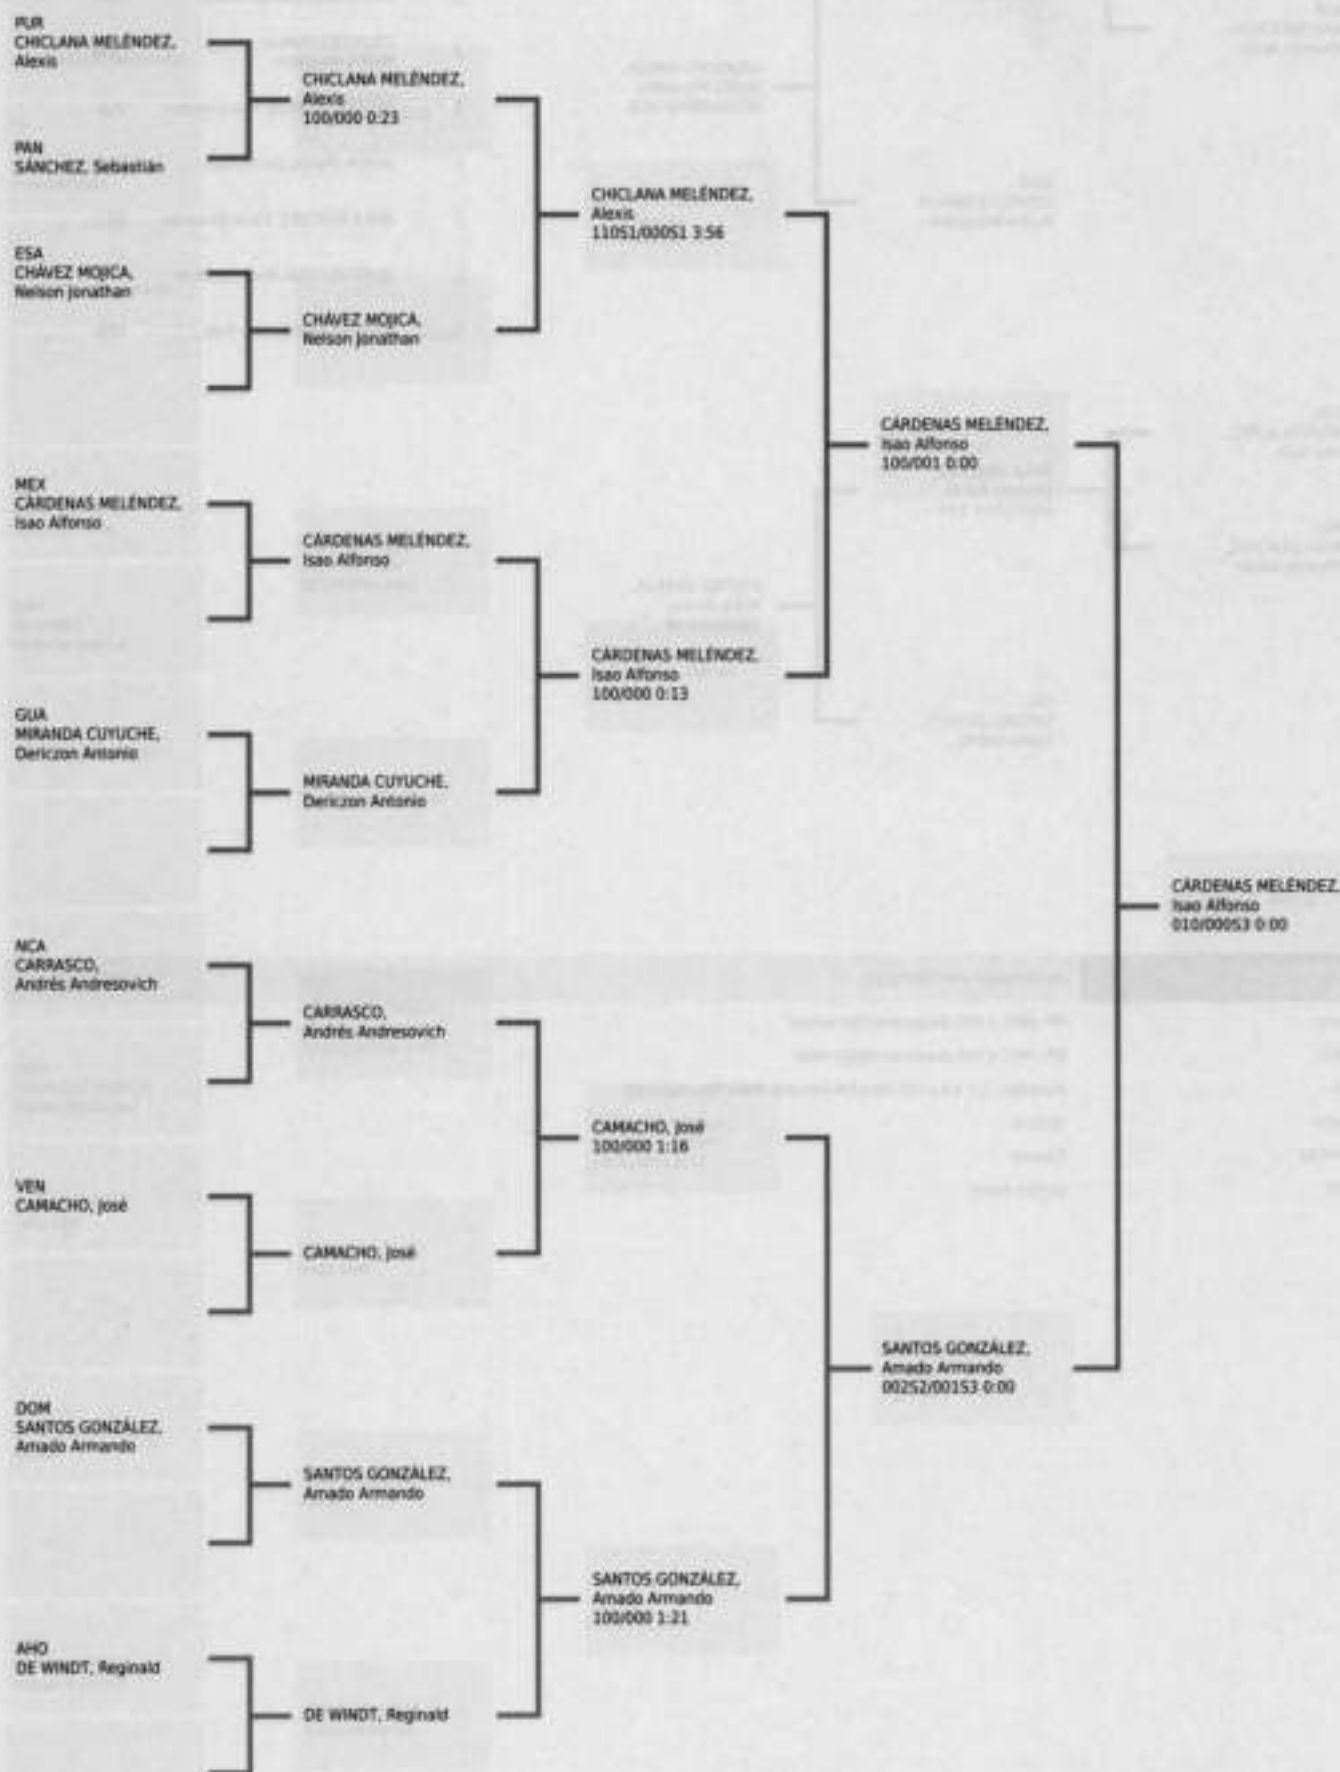 PUR
CHICLANA MELÉNDEZ,
Alexis
PAN
SÁNCHEZ, Sebastián
ESA
CHÁVEZ MOJICA,
Nelson Jonathan
MEX
CÁRDENAS MELÉNDEZ,
Isao Alfonso
GUA
MIRANDA CUYUCHE,
Dericzon Antonio
NCA
CARRASCO,
Andrés Andresovich
VEN
CAMACHO, José
DOM
SANTOS GONZÁLEZ,
Amado Armando
AHO
DE WINDT, Reginald
CHICLANA MELÉNDEZ,
Alexis
100/000 0:23
CHÁVEZ MOJICA,
Nelson Jonathan
CÁRDENAS MELÉNDEZ,
Isao Alfonso
MIRANDA CUYUCHE,
Dericzon Antonio
CARRASCO,
Andrés Andresovich
CAMACHO, José
SANTOS GONZÁLEZ,
Amado Armando
DE WINDT, Reginald
CHICLANA MELÉNDEZ,
Alexis
110S1/000S1 3:56
CÁRDENAS MELÉNDEZ,
Isao Alfonso
100/000 0:13
CAMACHO, José
100/000 1:16
SANTOS GONZÁLEZ,
Amado Armando
100/000 1:21
CÁRDENAS MELÉNDEZ,
Isao Alfonso
100/001 0:00
SANTOS GONZÁLEZ,
Amado Armando
002S2/001S3 0:00
CÁRDENAS MELÉNDEZ,
Isao Alfonso
010/000S3 0:00